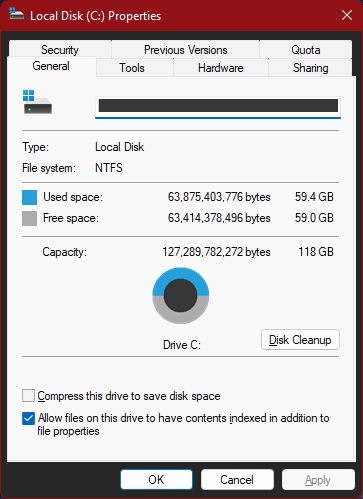 Local Disk (C:) Properties
Security Previous Versions Quota
General Tools Hardware Sharing
Type: Local Disk
File system: NTFS
Used space: 63,875,403,776 bytes 59.4 GB
Free space: 63,414,378,496 bytes 59.0 GB
Capacity: 127,289,782,272 bytes 118 GB
Drive C: Disk Cleanup
Compress this drive to save disk space
Allow files on this drive to have contents indexed in addition to
file properties
OK Cancel Apply